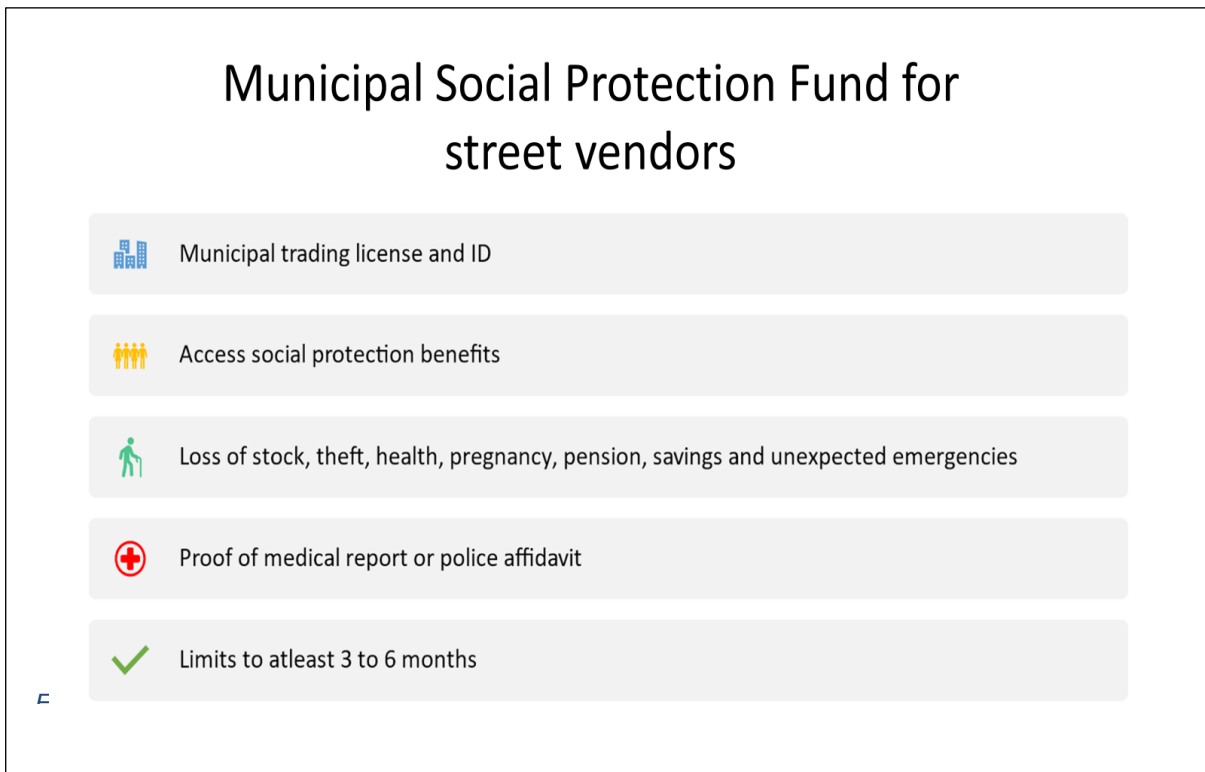 Municipal Social Protection Fund for
street vendors
Municipal trading license and ID
Access social protection benefits
Loss of stock, theft, health, pregnancy, pension, savings and unexpected emergencies
Proof of medical report or police affidavit
Limits to atleast 3 to 6 months